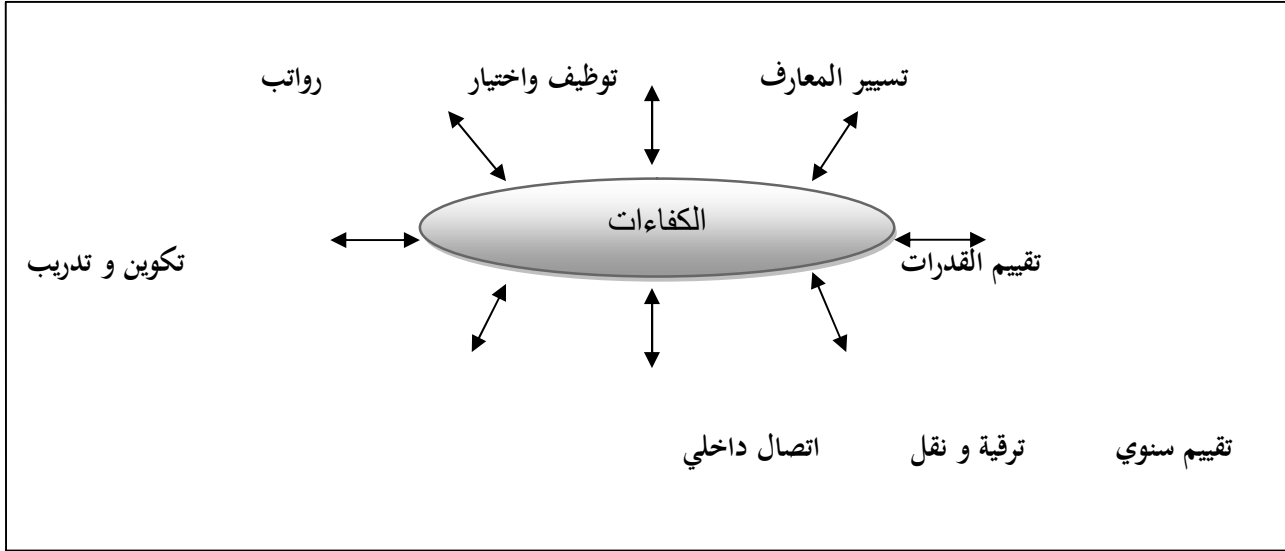 تسيير المعارف
توظيف واختيار
رواتب
الكفاءات
تقييم القدرات
تكوين و تدريب
تقييم سنوي
ترقية و نقل
اتصال داخلي